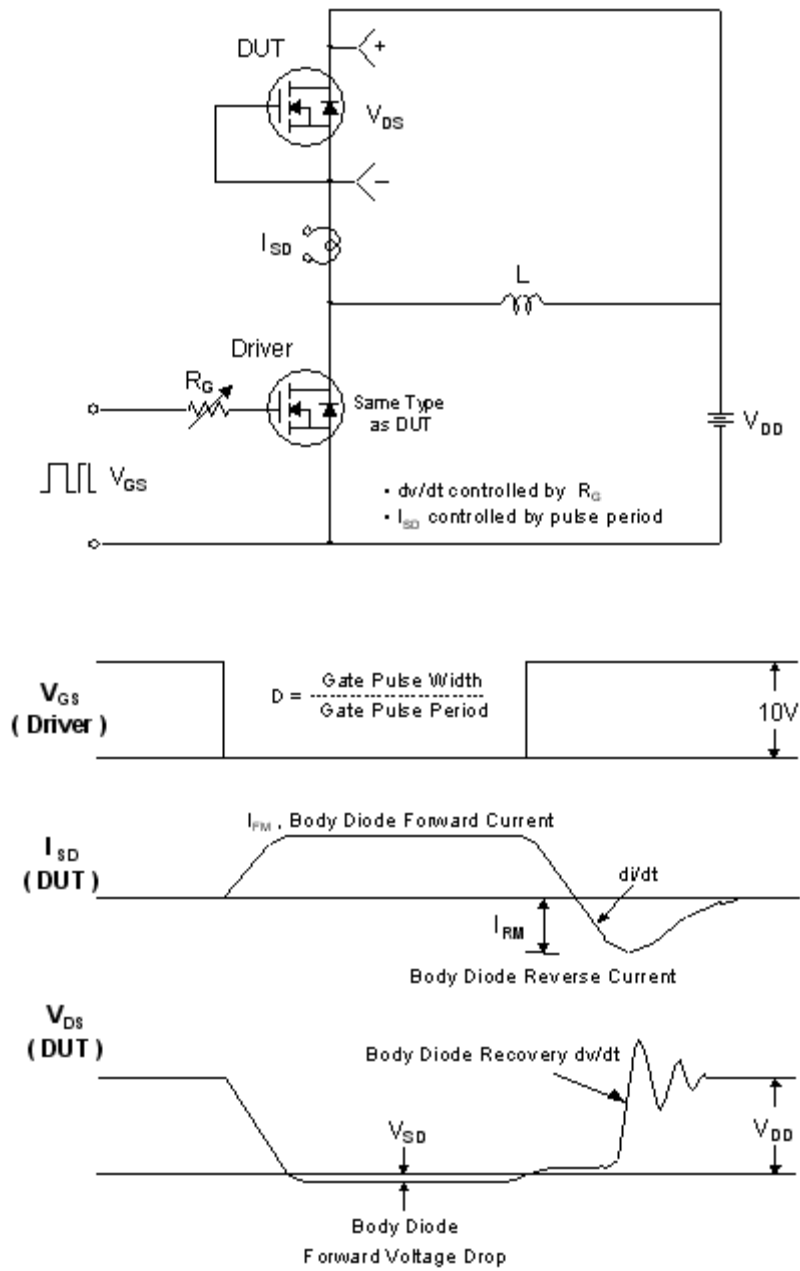 DUT
+
V_DS
–
I_SD
L
Driver
R_G
Same Type
as DUT
V_DD
V_GS
• dv/dt controlled by R_G
• I_SD controlled by pulse period
V_GS
( Driver )
D = Gate Pulse Width
Gate Pulse Period
10V
I_FM , Body Diode Forward Current
I_SD
( DUT )
di/dt
I_RM
Body Diode Reverse Current
V_DS
( DUT )
Body Diode Recovery dv/dt
V_SD
V_DD
Body Diode
Forward Voltage Drop